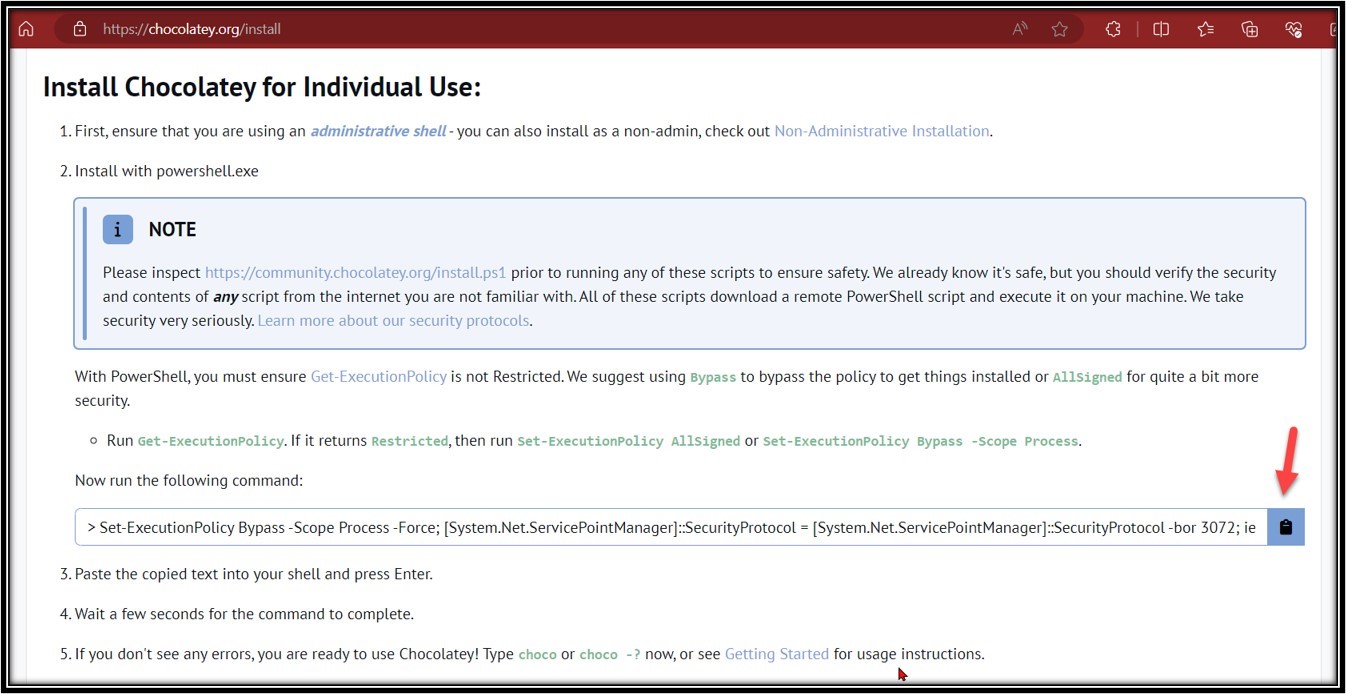 https://chocolatey.org/install
Install Chocolatey for Individual Use:
1. First, ensure that you are using an administrative shell - you can also install as a non-admin, check out Non-Administrative Installation.
2. Install with powershell.exe
i NOTE
Please inspect https://community.chocolatey.org/install.ps1 prior to running any of these scripts to ensure safety. We already know it's safe, but you should verify the security
and contents of any script from the internet you are not familiar with. All of these scripts download a remote PowerShell script and execute it on your machine. We take
security very seriously. Learn more about our security protocols.
With PowerShell, you must ensure Get-ExecutionPolicy is not Restricted. We suggest using Bypass to bypass the policy to get things installed or AllSigned for quite a bit more
security.
○ Run Get-ExecutionPolicy. If it returns Restricted, then run Set-ExecutionPolicy AllSigned or Set-ExecutionPolicy Bypass -Scope Process.
Now run the following command:
> Set-ExecutionPolicy Bypass -Scope Process -Force; [System.Net.ServicePointManager]::SecurityProtocol = [System.Net.ServicePointManager]::SecurityProtocol -bor 3072; ie
3. Paste the copied text into your shell and press Enter.
4. Wait a few seconds for the command to complete.
5. If you don't see any errors, you are ready to use Chocolatey! Type choco or choco -? now, or see Getting Started for usage instructions.